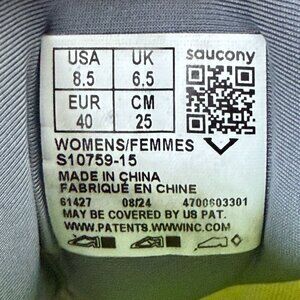 USA UK saucony
8.5 6.5
EUR CM
40 25
WOMENS/FEMMES
S10759-15
MADE IN CHINA
FABRIQUÉ EN CHINE
61427 08/24 4700603301
MAY BE COVERED BY US PAT.
WWW.PATENTS.WWWINC.COM